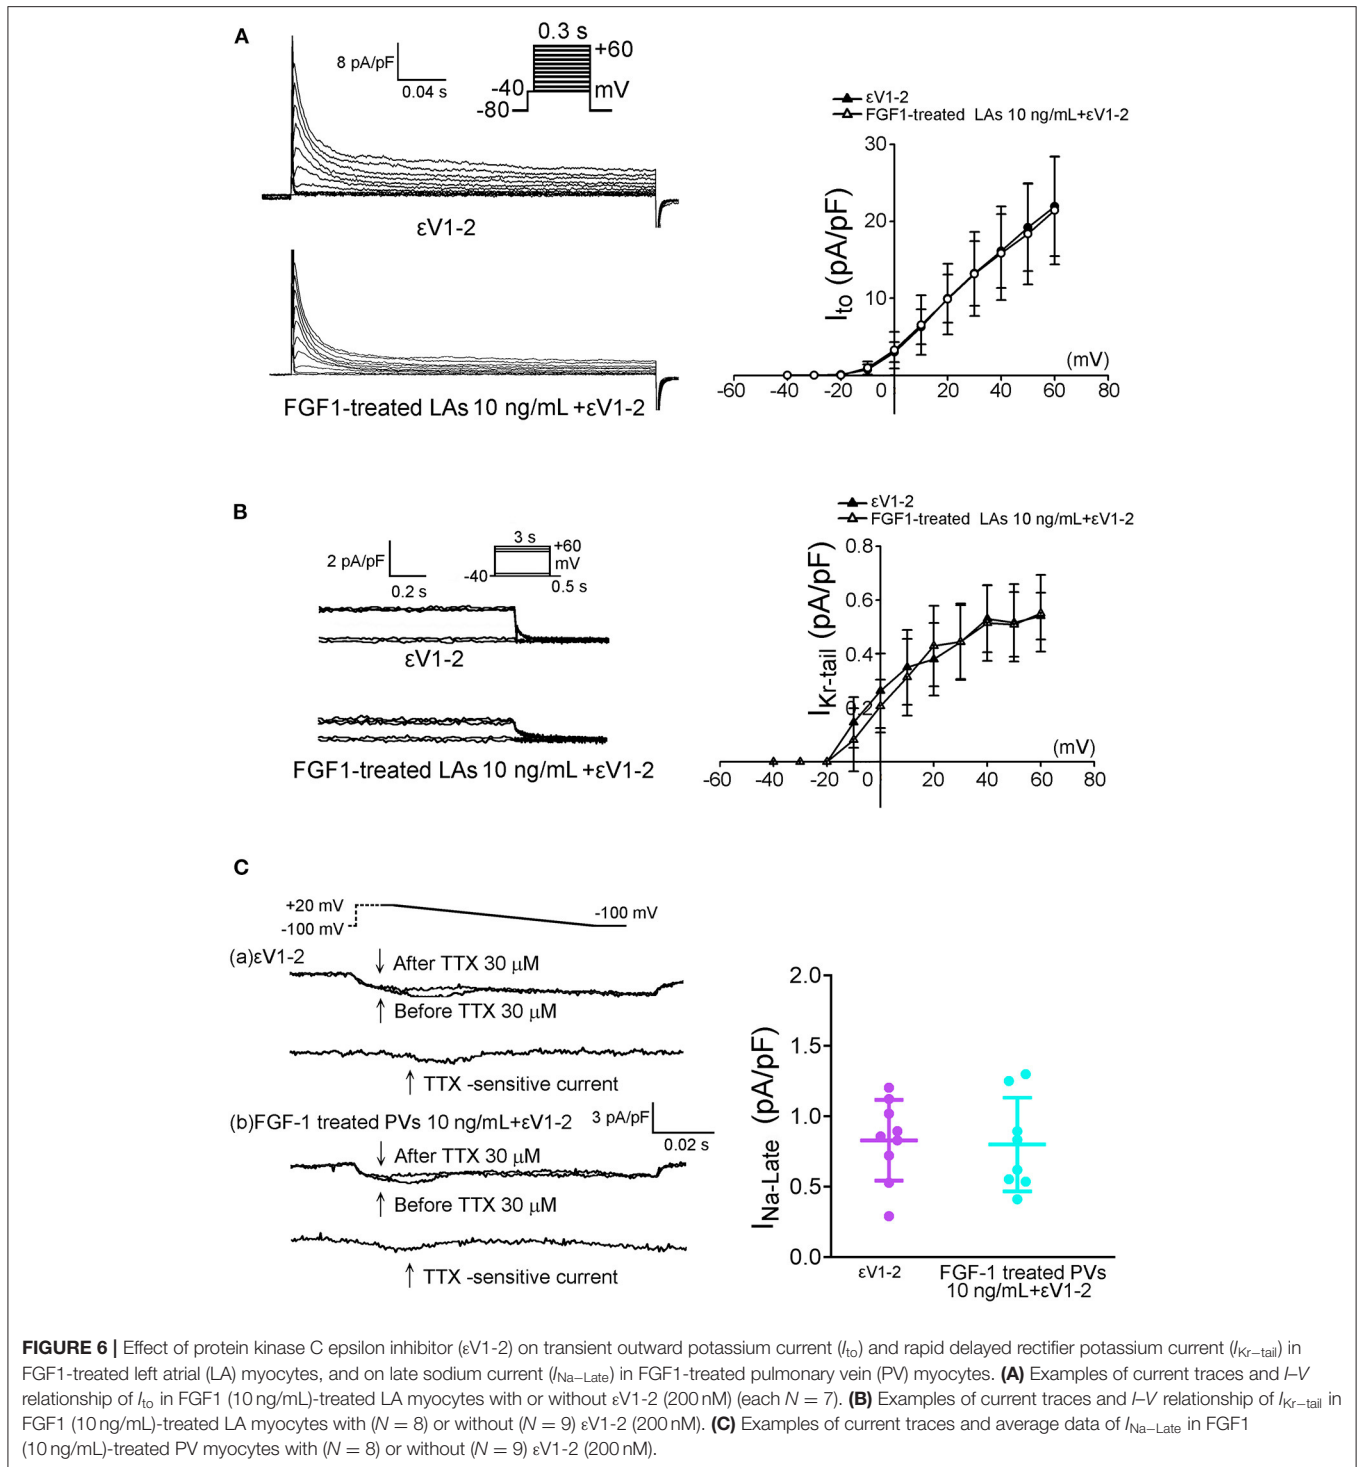 A
8 pA/pF
0.04 s
0.3 s
+60
-40
mV
-80
εV1-2
FGF1-treated LAs 10 ng/mL +εV1-2
εV1-2
FGF1-treated LAs 10 ng/mL+εV1-2
Ito (pA/pF)
30
20
10
(mV)
-60 -40 -20 0 20 40 60 80
B
2 pA/pF
0.2 s
3 s
+60
mV
-40
0.5 s
εV1-2
FGF1-treated LAs 10 ng/mL +εV1-2
εV1-2
FGF1-treated LAs 10 ng/mL+εV1-2
IKr-tail (pA/pF)
0.8
0.6
0.4
0.2
(mV)
-60 -40 -20 0 20 40 60 80
C
+20 mV
-100 mV
-100 mV
(a)εV1-2
↓ After TTX 30 μM
↑ Before TTX 30 μM
↑ TTX -sensitive current
(b)FGF-1 treated PVs 10 ng/mL+εV1-2
3 pA/pF
0.02 s
↓ After TTX 30 μM
↑ Before TTX 30 μM
↑ TTX -sensitive current
INa-Late (pA/pF)
2.0
1.5
1.0
0.5
0.0
εV1-2
FGF-1 treated PVs
10 ng/mL+εV1-2
FIGURE 6 | Effect of protein kinase C epsilon inhibitor (εV1-2) on transient outward potassium current (Ito) and rapid delayed rectifier potassium current (IKr−tail) in
FGF1-treated left atrial (LA) myocytes, and on late sodium current (INa−Late) in FGF1-treated pulmonary vein (PV) myocytes. (A) Examples of current traces and I–V
relationship of Ito in FGF1 (10 ng/mL)-treated LA myocytes with or without εV1-2 (200 nM) (each N = 7). (B) Examples of current traces and I–V relationship of IKr−tail in
FGF1 (10 ng/mL)-treated LA myocytes with (N = 8) or without (N = 9) εV1-2 (200 nM). (C) Examples of current traces and average data of INa−Late in FGF1
(10 ng/mL)-treated PV myocytes with (N = 8) or without (N = 9) εV1-2 (200 nM).